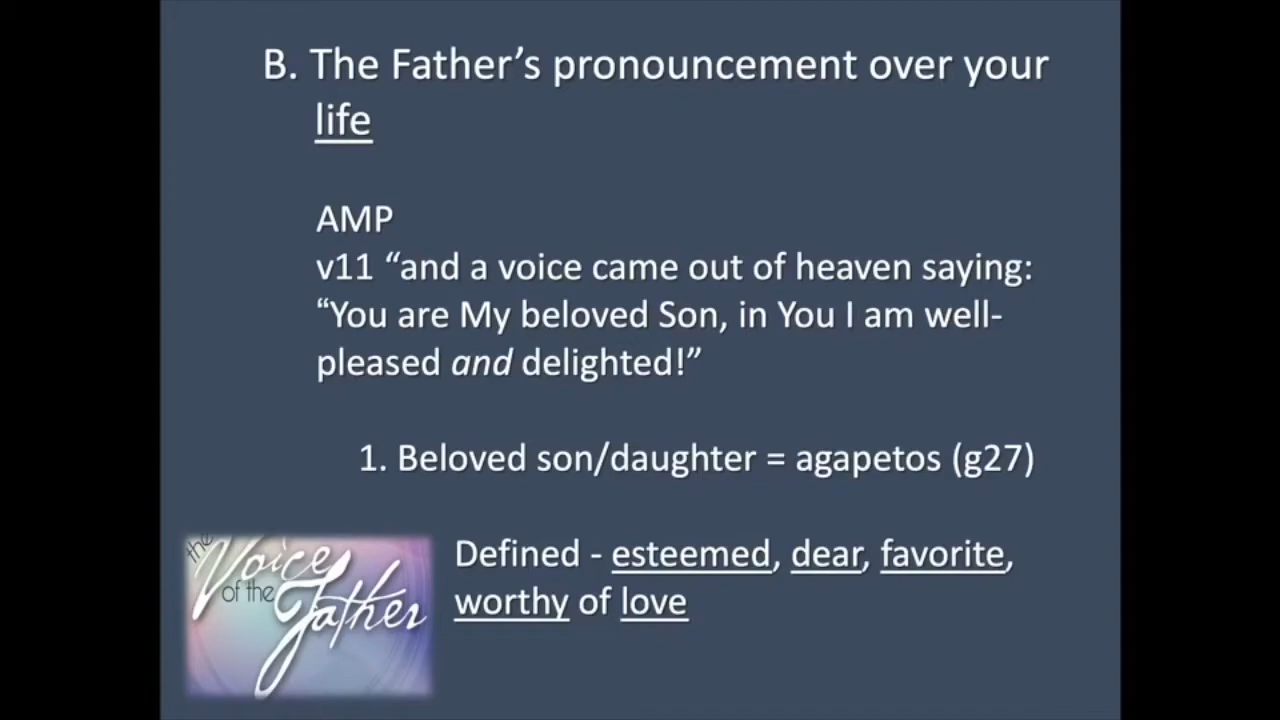 B. The Father’s pronouncement over your
life
AMP
v11 “and a voice came out of heaven saying:
“You are My beloved Son, in You I am well-
pleased and delighted!”
1. Beloved son/daughter = agapetos (g27)
Defined - esteemed, dear, favorite,
worthy of love
the Voice
of the Father